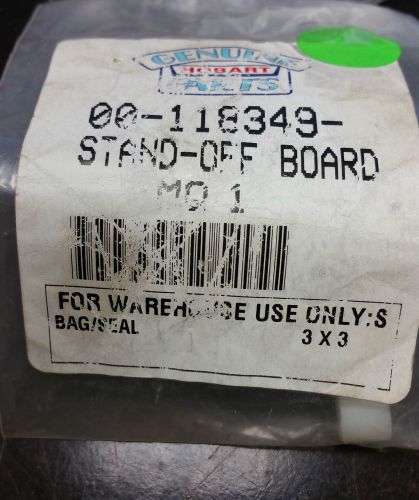 GENUINE
HOBART
PARTS
00-118349-
STAND-OFF BOARD
MQ 1
FOR WAREHOUSE USE ONLY:S
BAG/SEAL 3 X 3